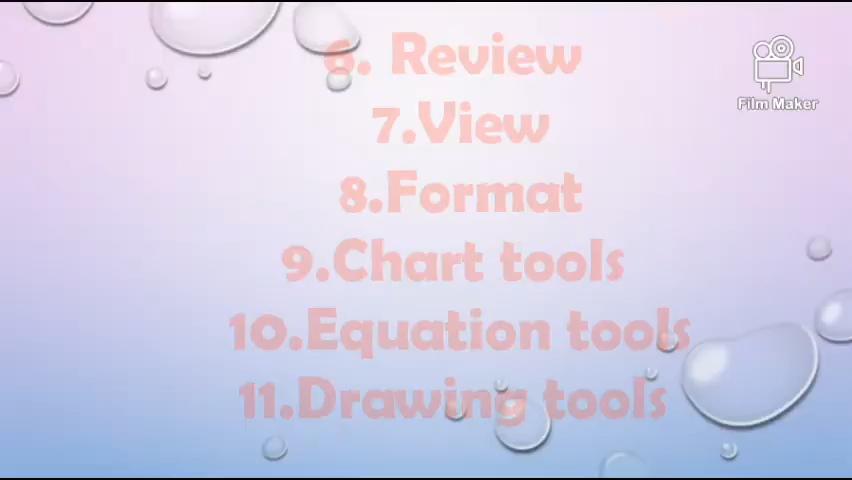 6. Review
Film Maker
7.View
8.Format
9.Chart tools
10.Equation tools
11.Drawing tools